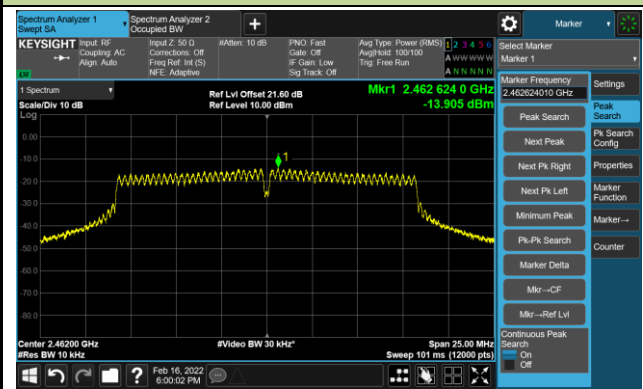 Spectrum Analyzer 1
Swept SA
Spectrum Analyzer 2
Occupied BW
+
Marker
KEYSIGHT
Input: RF
Coupling: AC
Align: Auto
Input Z: 50 Ω
Corrections: Off
Freq Ref: Int (S)
NFE: Adaptive
#Atten: 10 dB
PNO: Fast
Gate: Off
IF Gain: Low
Sig Track: Off
Avg Type: Power (RMS)
Avg|Hold: 100/100
Trig: Free Run
1 2 3 4 5 6
A W W W W W
A N N N N N
Select Marker
Marker 1
1 Spectrum
Scale/Div 10 dB
Log
Ref Lvl Offset 21.60 dB
Ref Level 10.00 dBm
Mkr1 2.462 624 0 GHz
-13.905 dBm
0.00
-10.0
-20.0
-30.0
-40.0
-50.0
-60.0
-70.0
-80.0
1
Center 2.46200 GHz
#Res BW 10 kHz
#Video BW 30 kHz*
Span 25.00 MHz
Sweep 101 ms (12000 pts)
Marker Frequency
2.462624010 GHz
Peak Search
Next Peak
Next Pk Right
Next Pk Left
Minimum Peak
Pk-Pk Search
Marker Delta
Mkr→CF
Mkr→Ref Lvl
Continuous Peak
Search
On
Off
Settings
Peak
Search
Pk Search
Config
Properties
Marker
Function
Marker→
Counter
?
Feb 16, 2022
6:00:02 PM